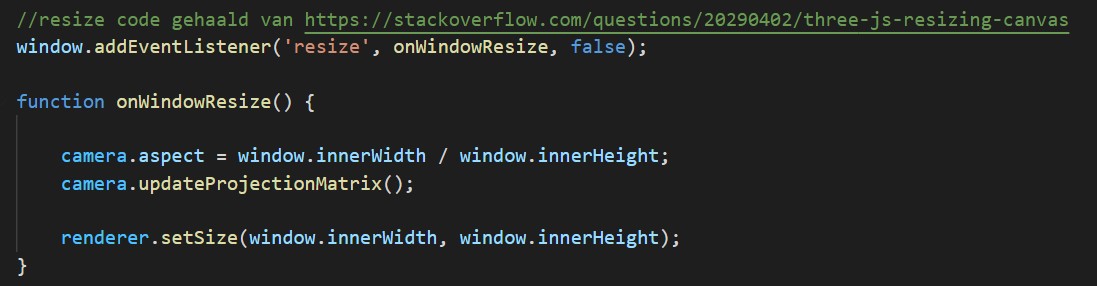 //resize code gehaald van https://stackoverflow.com/questions/20290402/three-js-resizing-canvas
window.addEventListener('resize', onWindowResize, false);
function onWindowResize() {
camera.aspect = window.innerWidth / window.innerHeight;
camera.updateProjectionMatrix();
renderer.setSize(window.innerWidth, window.innerHeight);
}